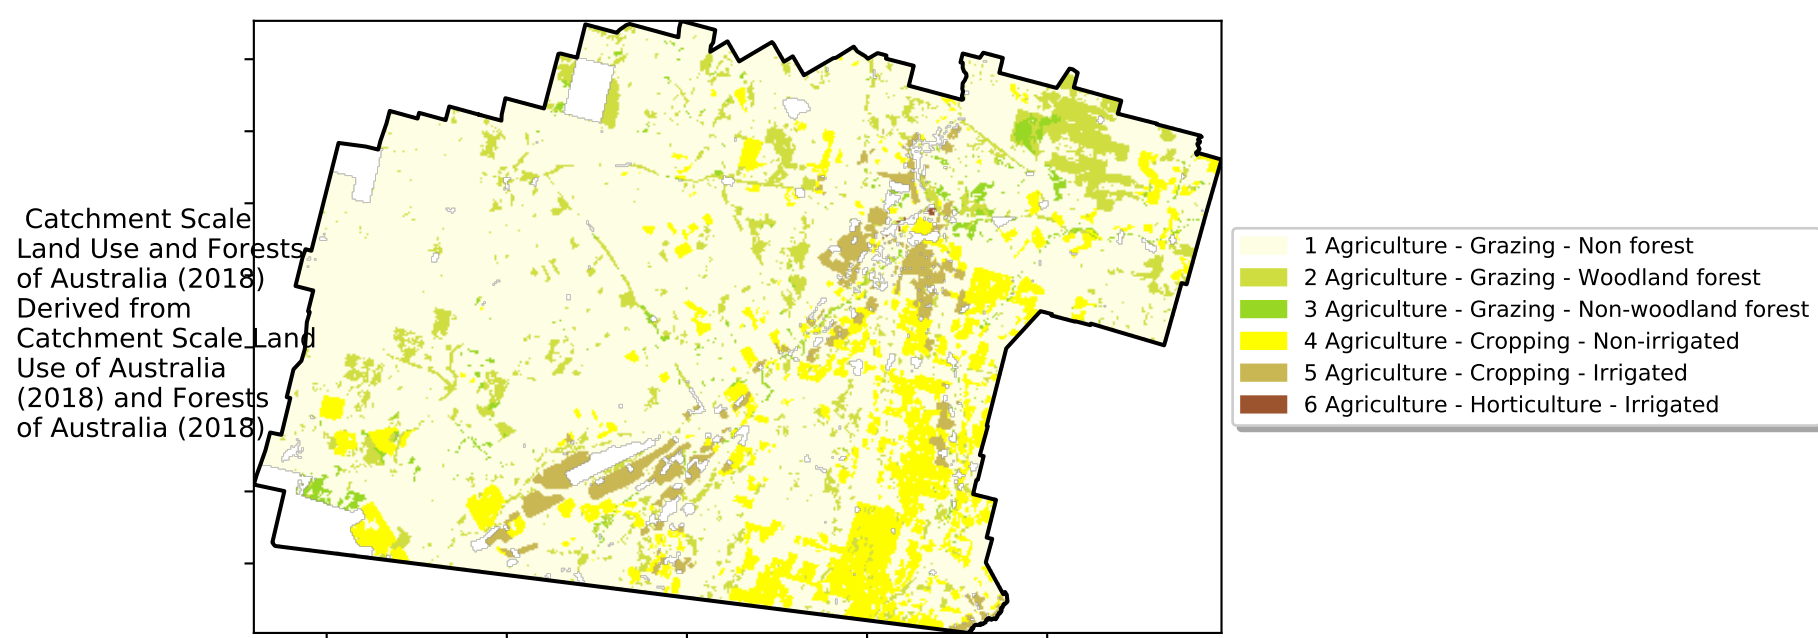 Catchment Scale
Land Use and Forests
of Australia (2018)
Derived from
Catchment Scale Land
Use of Australia
(2018) and Forests
of Australia (2018)
1 Agriculture - Grazing - Non forest
2 Agriculture - Grazing - Woodland forest
3 Agriculture - Grazing - Non-woodland forest
4 Agriculture - Cropping - Non-irrigated
5 Agriculture - Cropping - Irrigated
6 Agriculture - Horticulture - Irrigated